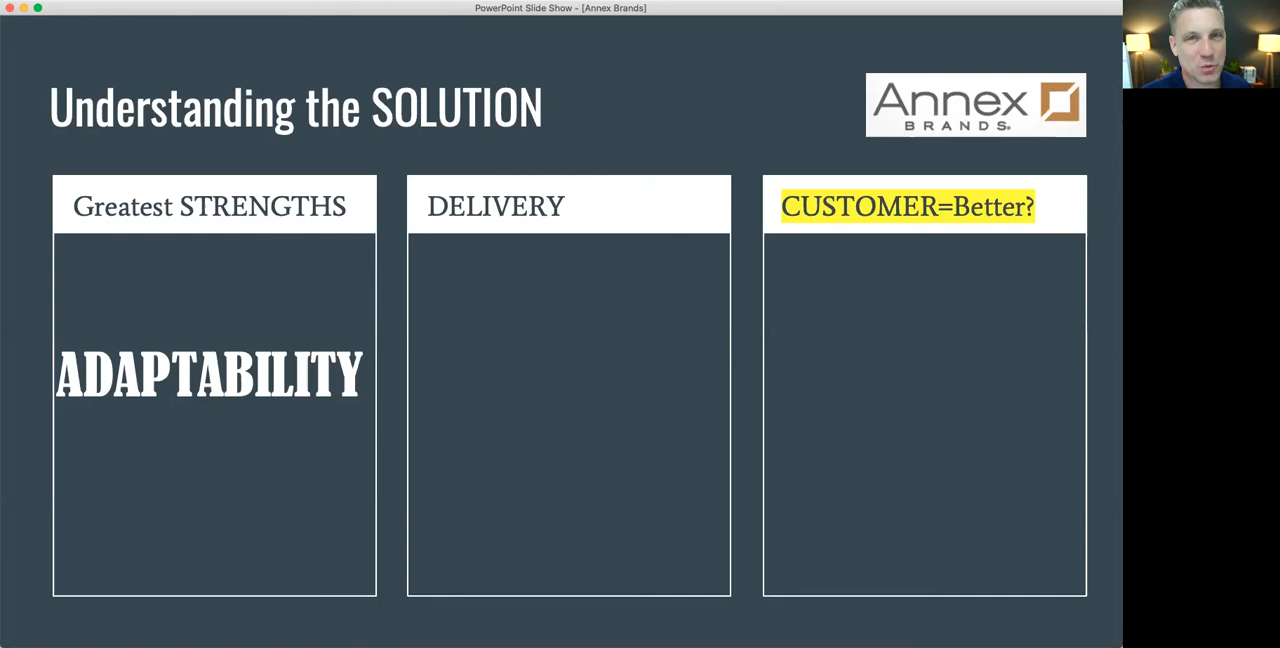 PowerPoint Slide Show - [Annex Brands]
Understanding the SOLUTION
Annex
BRANDS®
Greatest STRENGTHS
DELIVERY
CUSTOMER=Better?
ADAPTABILITY